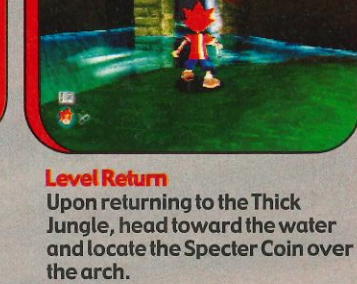 Level Return
Upon returning to the Thick
Jungle, head toward the water
and locate the Specter Coin over
the arch.